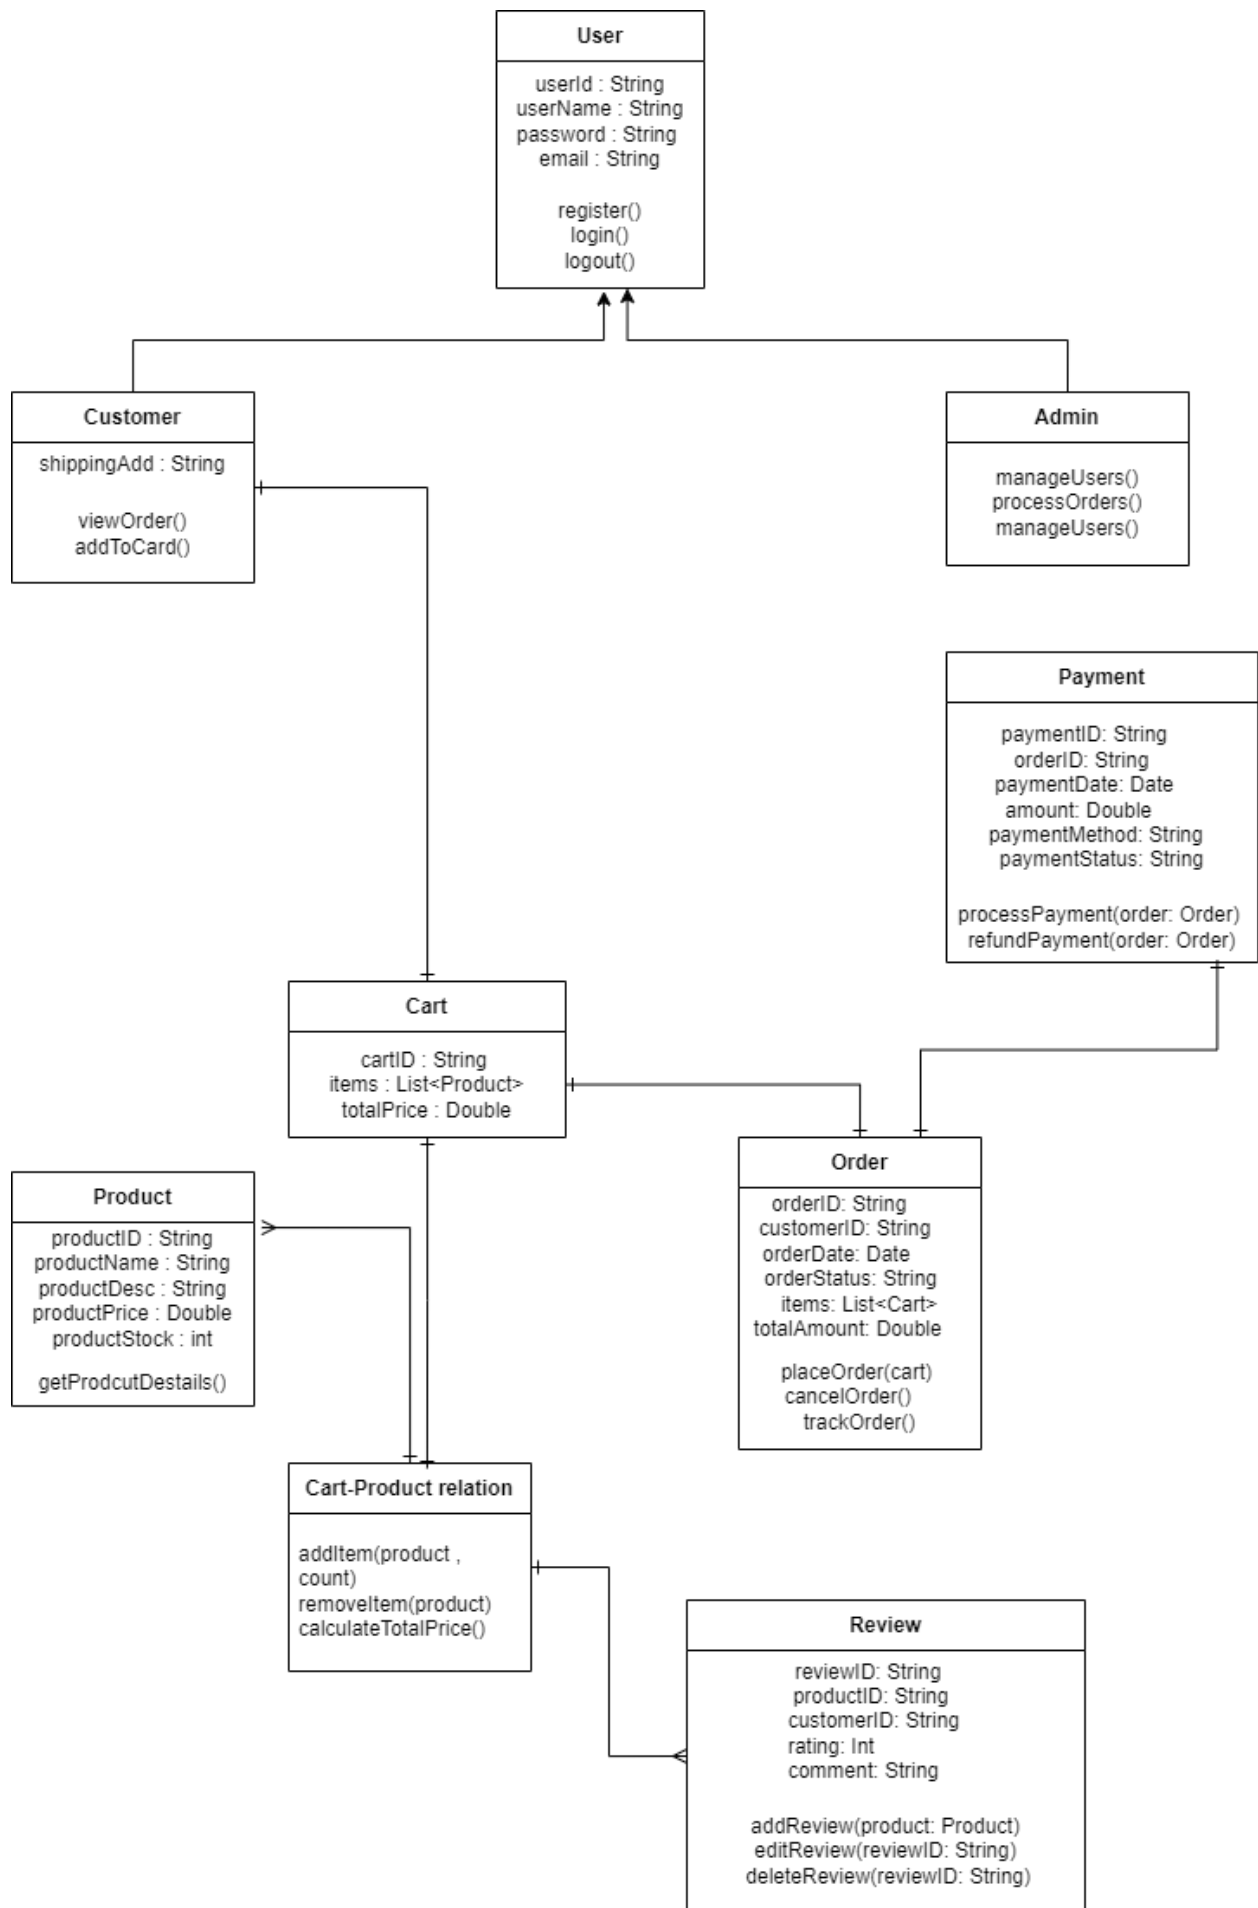 User
userId : String
userName : String
password : String
email : String
register()
login()
logout()
Customer
shippingAdd : String
viewOrder()
addToCard()
Admin
manageUsers()
processOrders()
manageUsers()
Payment
paymentID: String
orderID: String
paymentDate: Date
amount: Double
paymentMethod: String
paymentStatus: String
processPayment(order: Order)
refundPayment(order: Order)
Cart
cartID : String
items : List<Product>
totalPrice : Double
Order
orderID: String
customerID: String
orderDate: Date
orderStatus: String
items: List<Cart>
totalAmount: Double
placeOrder(cart)
cancelOrder()
trackOrder()
Product
productID : String
productName : String
productDesc : String
productPrice : Double
productStock : int
getProdcutDestails()
Cart-Product relation
addItem(product ,
count)
removeItem(product)
calculateTotalPrice()
Review
reviewID: String
productID: String
customerID: String
rating: Int
comment: String
addReview(product: Product)
editReview(reviewID: String)
deleteReview(reviewID: String)